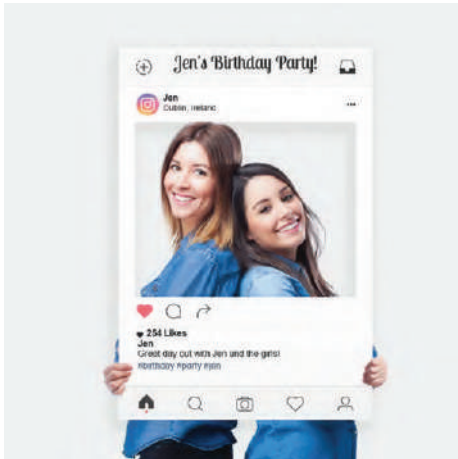 Jen's Birthday Party!
Jen
Dublin, Ireland
254 Likes
Jen
Great day out with Jen and the girls!
#birthday #party #jen